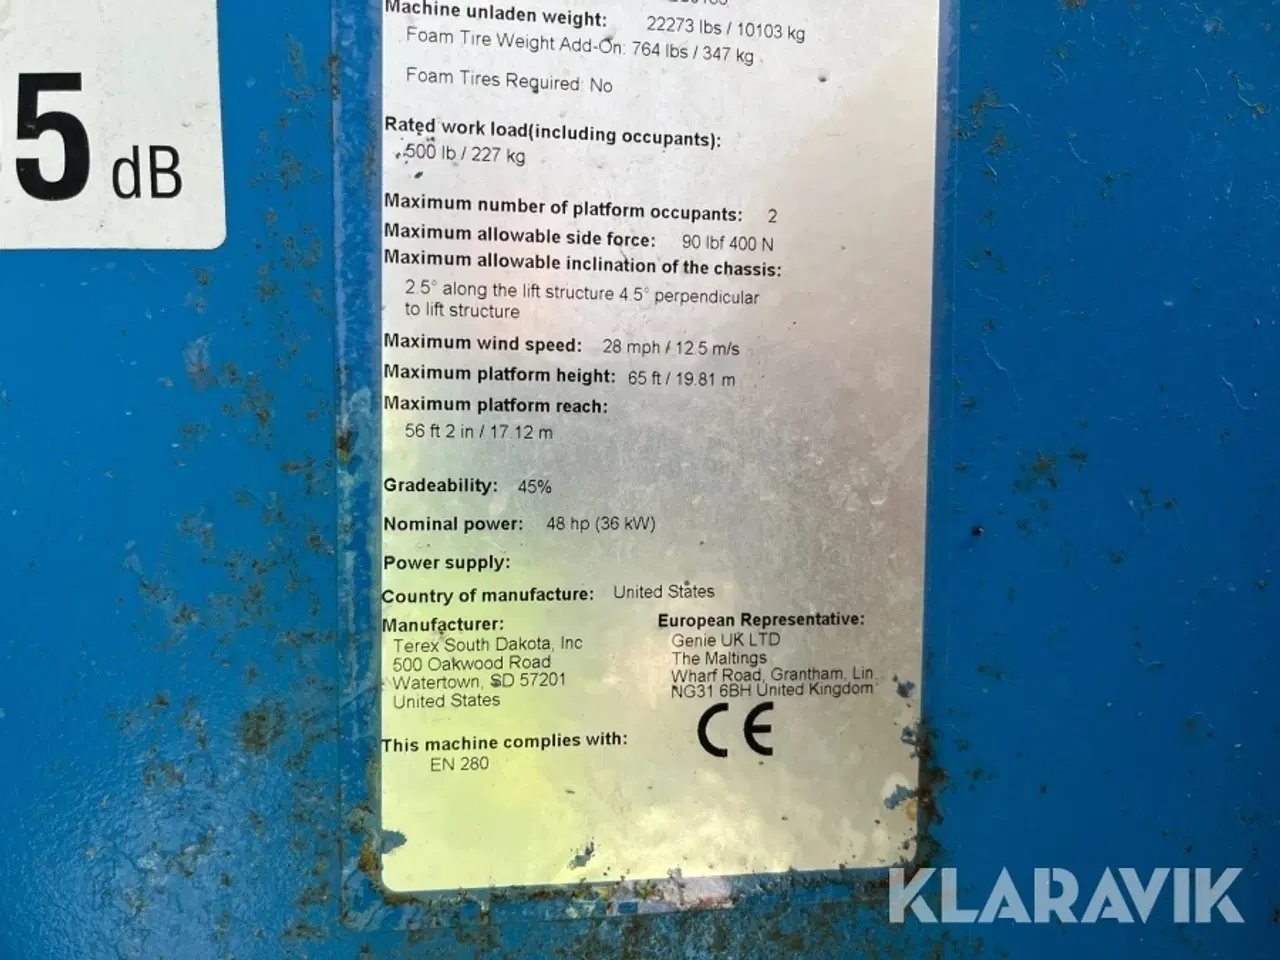 5 dB
Machine unladen weight: 22273 lbs / 10103 kg
Foam Tire Weight Add-On: 764 lbs / 347 kg
Foam Tires Required: No
Rated work load(including occupants):
500 lb / 227 kg
Maximum number of platform occupants: 2
Maximum allowable side force: 90 lbf 400 N
Maximum allowable inclination of the chassis:
2.5° along the lift structure 4.5° perpendicular
to lift structure
Maximum wind speed: 28 mph / 12.5 m/s
Maximum platform height: 65 ft / 19.81 m
Maximum platform reach:
56 ft 2 in / 17.12 m
Gradeability: 45%
Nominal power: 48 hp (36 kW)
Power supply:
Country of manufacture: United States
Manufacturer:
Terex South Dakota, Inc
500 Oakwood Road
Watertown, SD 57201
United States
European Representative:
Genie UK LTD
The Maltings
Wharf Road, Grantham, Lin.
NG31 6BH United Kingdom
CE
This machine complies with:
EN 280
KLARAVIK